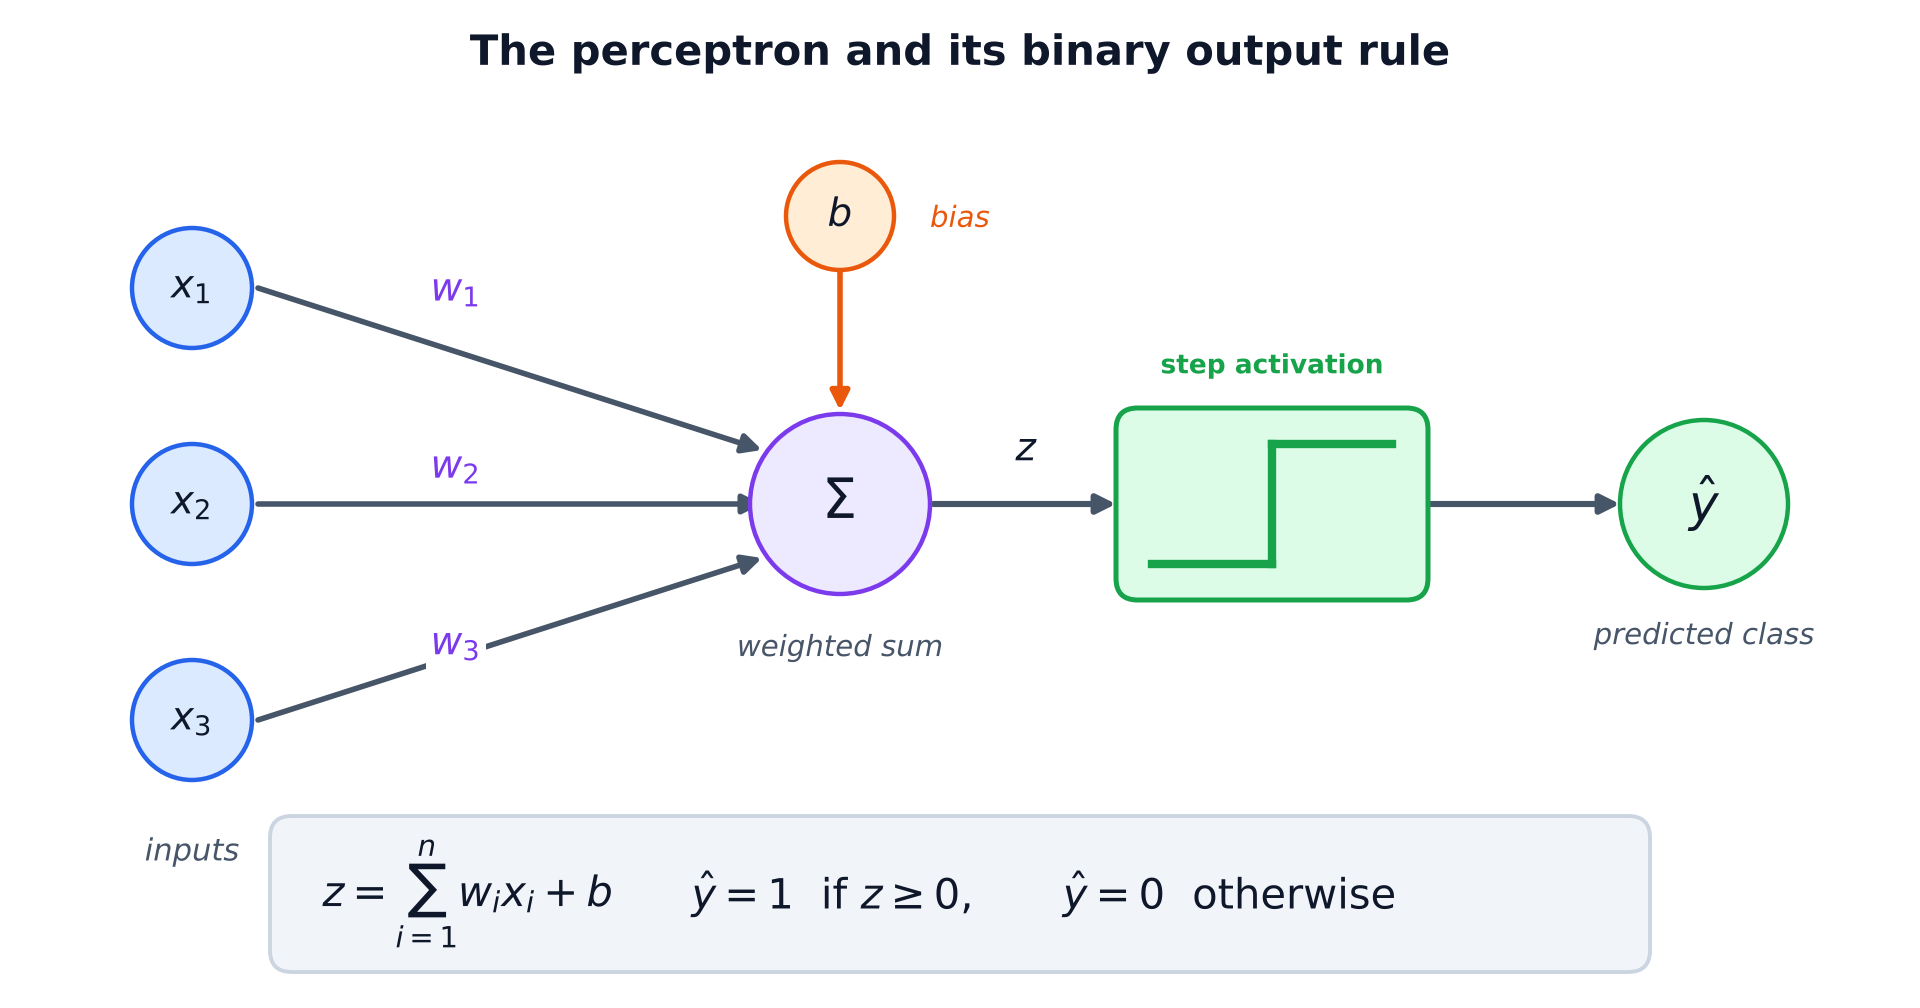 The perceptron and its binary output rule
b
bias
x₁
w₁
step activation
z
x₂
w₂
Σ
ŷ
predicted class
w₃
weighted sum
x₃
inputs
z = ∑ᵢ₌₁ⁿ wᵢxᵢ + b ŷ = 1 if z ≥ 0, ŷ = 0 otherwise